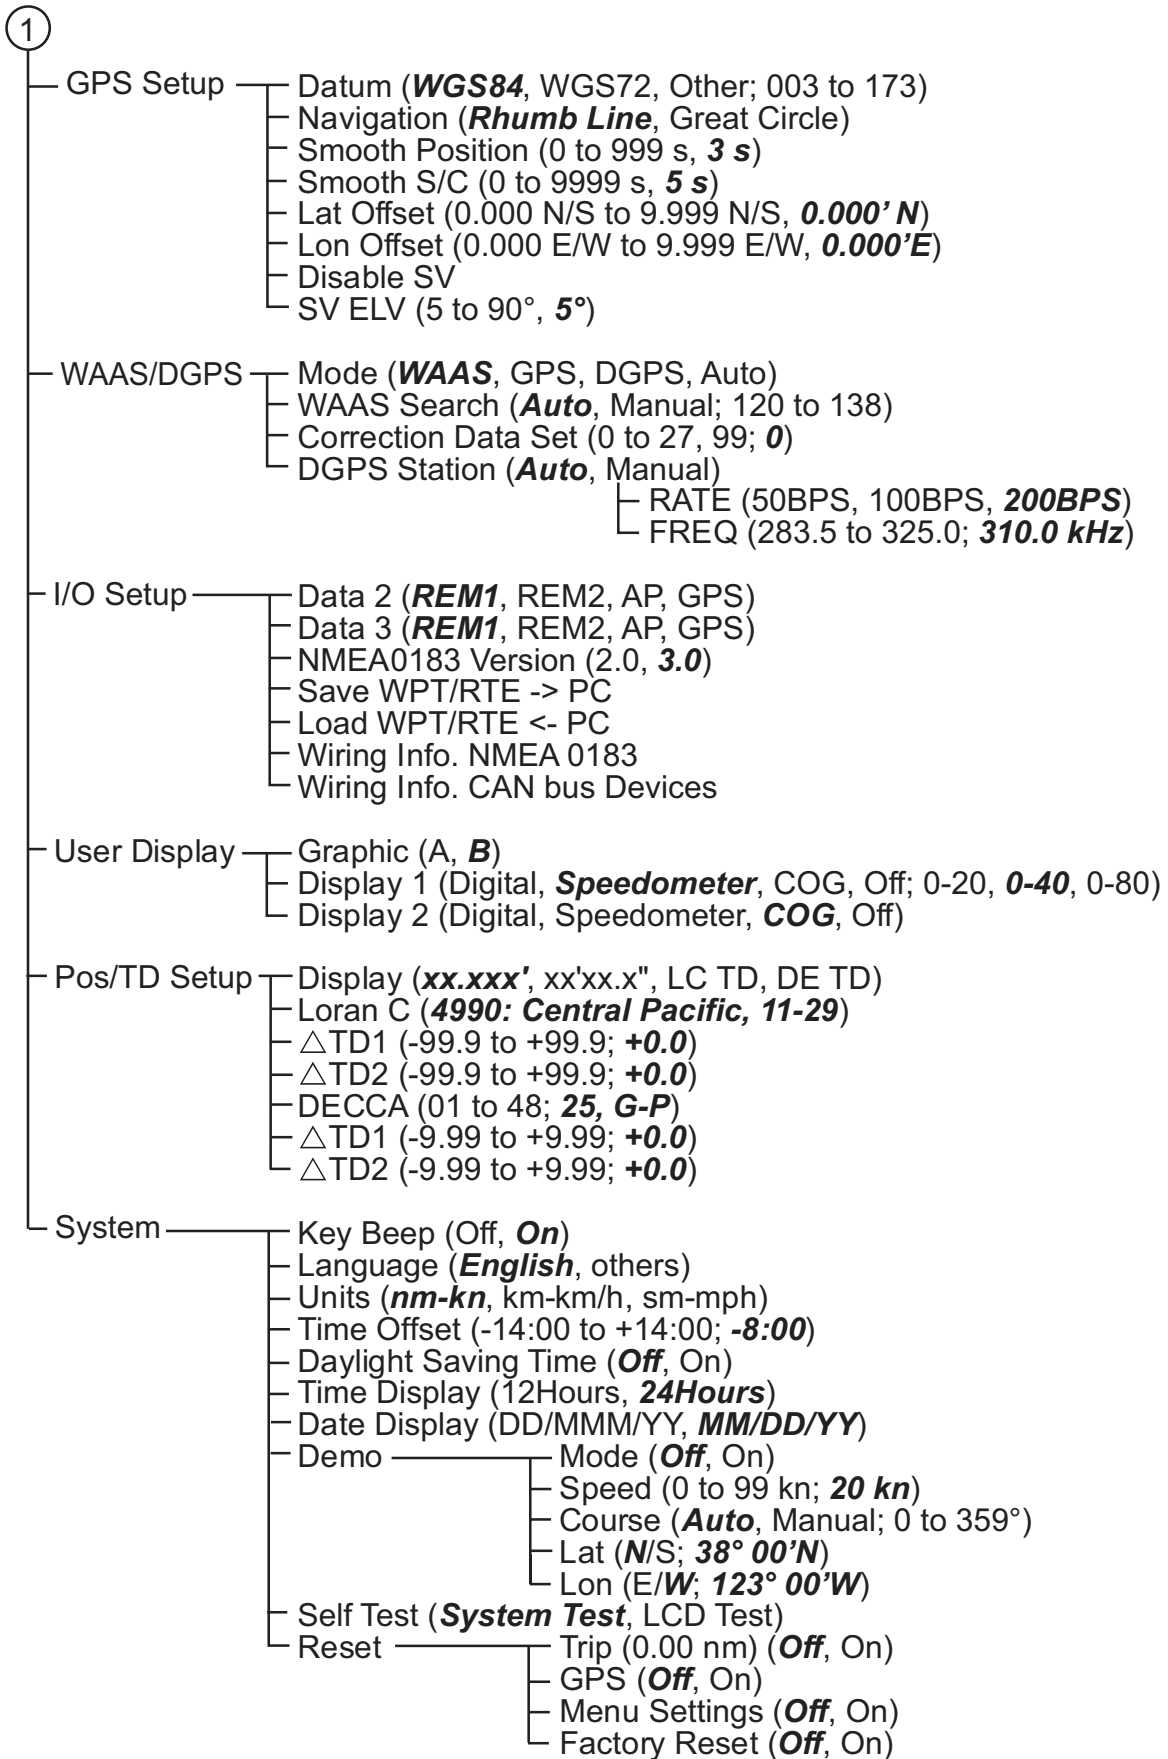 1
GPS Setup Datum (WGS84, WGS72, Other; 003 to 173)
Navigation (Rhumb Line, Great Circle)
Smooth Position (0 to 999 s, 3 s)
Smooth S/C (0 to 9999 s, 5 s)
Lat Offset (0.000 N/S to 9.999 N/S, 0.000’ N)
Lon Offset (0.000 E/W to 9.999 E/W, 0.000’E)
Disable SV
SV ELV (5 to 90°, 5°)
WAAS/DGPS Mode (WAAS, GPS, DGPS, Auto)
WAAS Search (Auto, Manual; 120 to 138)
Correction Data Set (0 to 27, 99; 0)
DGPS Station (Auto, Manual)
RATE (50BPS, 100BPS, 200BPS)
FREQ (283.5 to 325.0; 310.0 kHz)
I/O Setup Data 2 (REM1, REM2, AP, GPS)
Data 3 (REM1, REM2, AP, GPS)
NMEA0183 Version (2.0, 3.0)
Save WPT/RTE -> PC
Load WPT/RTE <- PC
Wiring Info. NMEA 0183
Wiring Info. CAN bus Devices
User Display Graphic (A, B)
Display 1 (Digital, Speedometer, COG, Off; 0-20, 0-40, 0-80)
Display 2 (Digital, Speedometer, COG, Off)
Pos/TD Setup Display (xx.xxx', xx'xx.x", LC TD, DE TD)
Loran C (4990: Central Pacific, 11-29)
△TD1 (-99.9 to +99.9; +0.0)
△TD2 (-99.9 to +99.9; +0.0)
DECCA (01 to 48; 25, G-P)
△TD1 (-9.99 to +9.99; +0.0)
△TD2 (-9.99 to +9.99; +0.0)
System Key Beep (Off, On)
Language (English, others)
Units (nm-kn, km-km/h, sm-mph)
Time Offset (-14:00 to +14:00; -8:00)
Daylight Saving Time (Off, On)
Time Display (12Hours, 24Hours)
Date Display (DD/MMM/YY, MM/DD/YY)
Demo Mode (Off, On)
Speed (0 to 99 kn; 20 kn)
Course (Auto, Manual; 0 to 359°)
Lat (N/S; 38° 00’N)
Lon (E/W; 123° 00’W)
Self Test (System Test, LCD Test)
Reset Trip (0.00 nm) (Off, On)
GPS (Off, On)
Menu Settings (Off, On)
Factory Reset (Off, On)